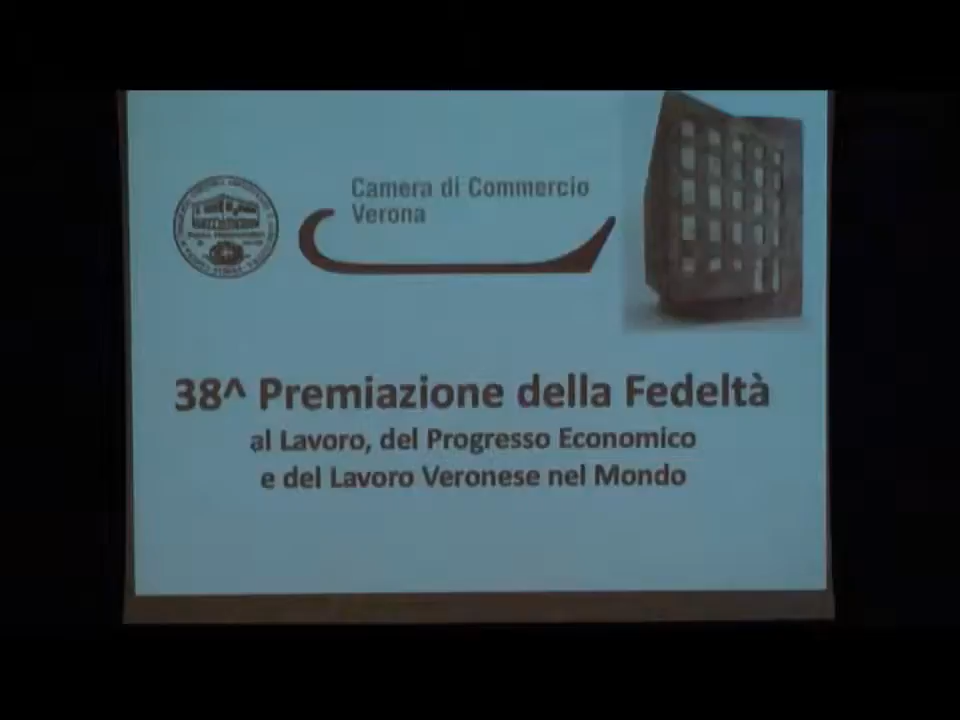 Camera di Commercio
Verona
38^ Premiazione della Fedeltà
al Lavoro, del Progresso Economico
e del Lavoro Veronese nel Mondo